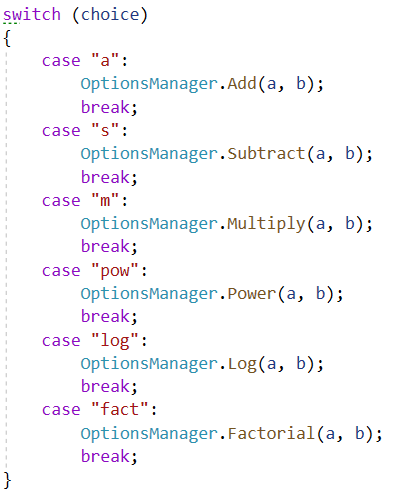 switch (choice)
{
    case "a":
        OptionsManager.Add(a, b);
        break;
    case "s":
        OptionsManager.Subtract(a, b);
        break;
    case "m":
        OptionsManager.Multiply(a, b);
        break;
    case "pow":
        OptionsManager.Power(a, b);
        break;
    case "log":
        OptionsManager.Log(a, b);
        break;
    case "fact":
        OptionsManager.Factorial(a, b);
        break;
}